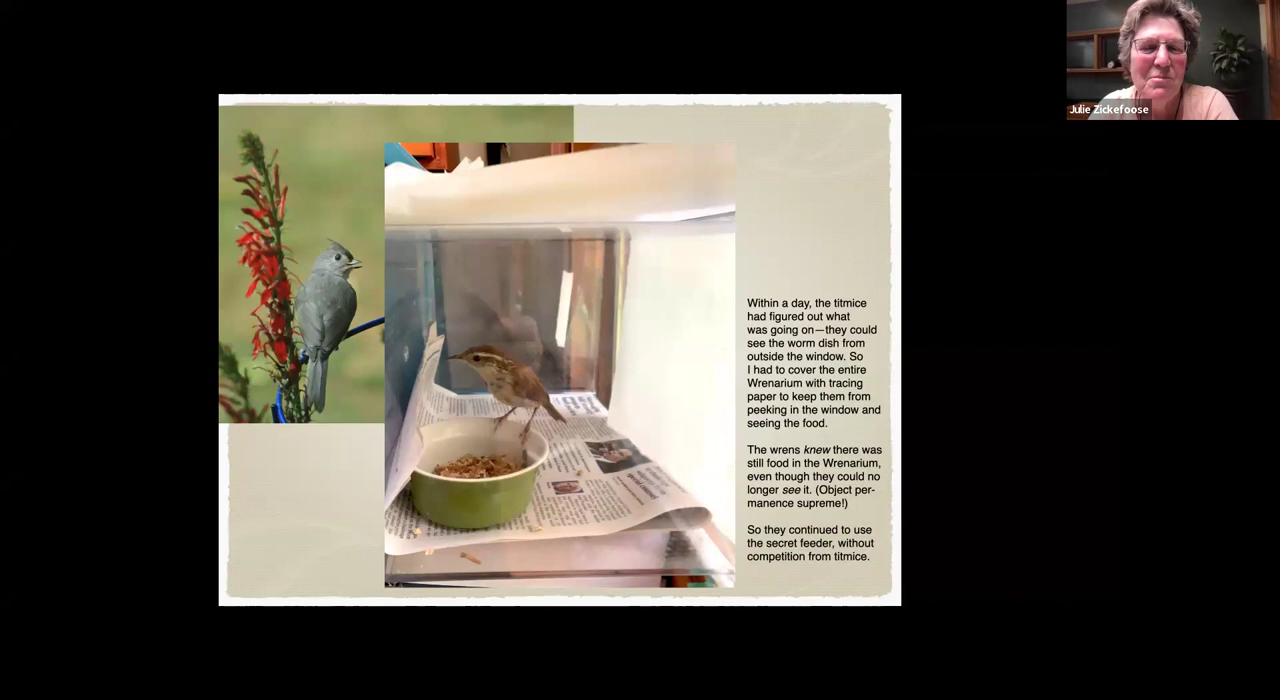 Julie Zickefoose
Within a day, the titmice
had figured out what
was going on—they could
see the worm dish from
outside the window. So
I had to cover the entire
Wrenarium with tracing
paper to keep them from
peeking in the window and
seeing the food.
The wrens knew there was
still food in the Wrenarium,
even though they could no
longer see it. (Object per-
manence supreme!)
So they continued to use
the secret feeder, without
competition from titmice.